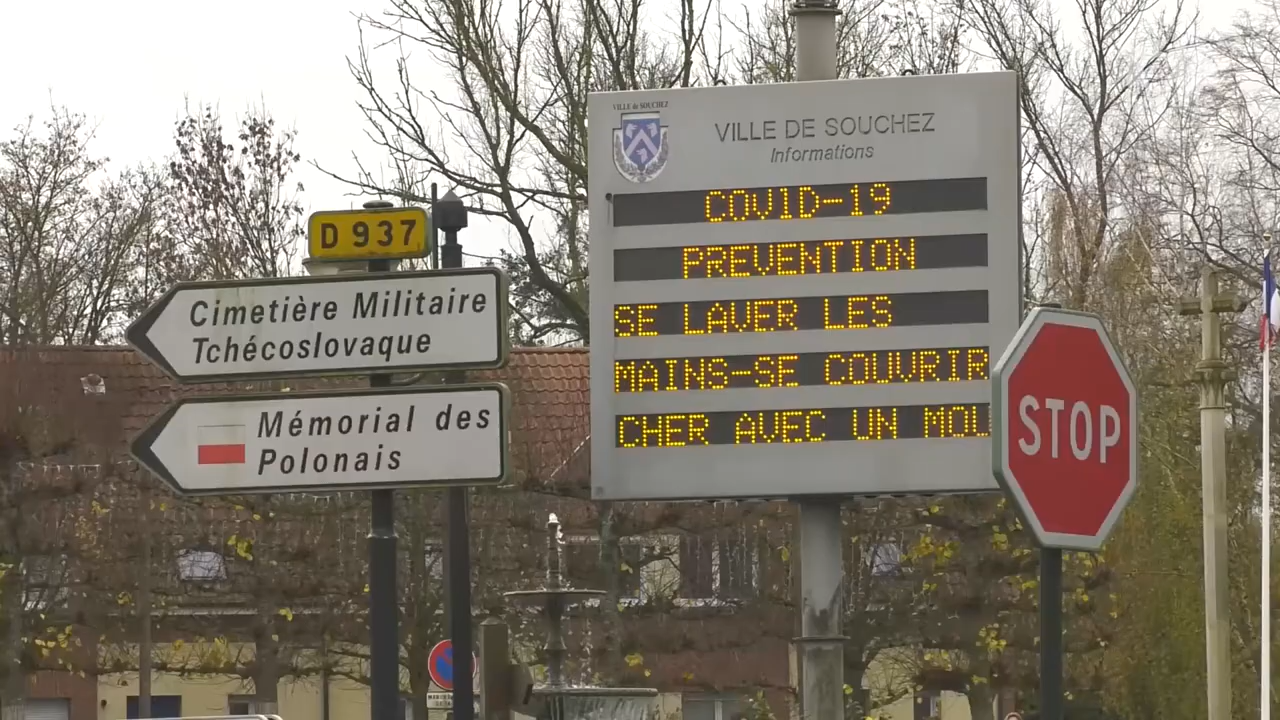 D 937
Cimetière Militaire
Tchécoslovaque
Mémorial des
Polonais
VILLE de SOUCHEZ
VILLE DE SOUCHEZ
Informations
COVID-19
PREVENTION
SE LAVER LES
MAINS-SE COUVRIR
CHER AVEC UN MOU
STOP